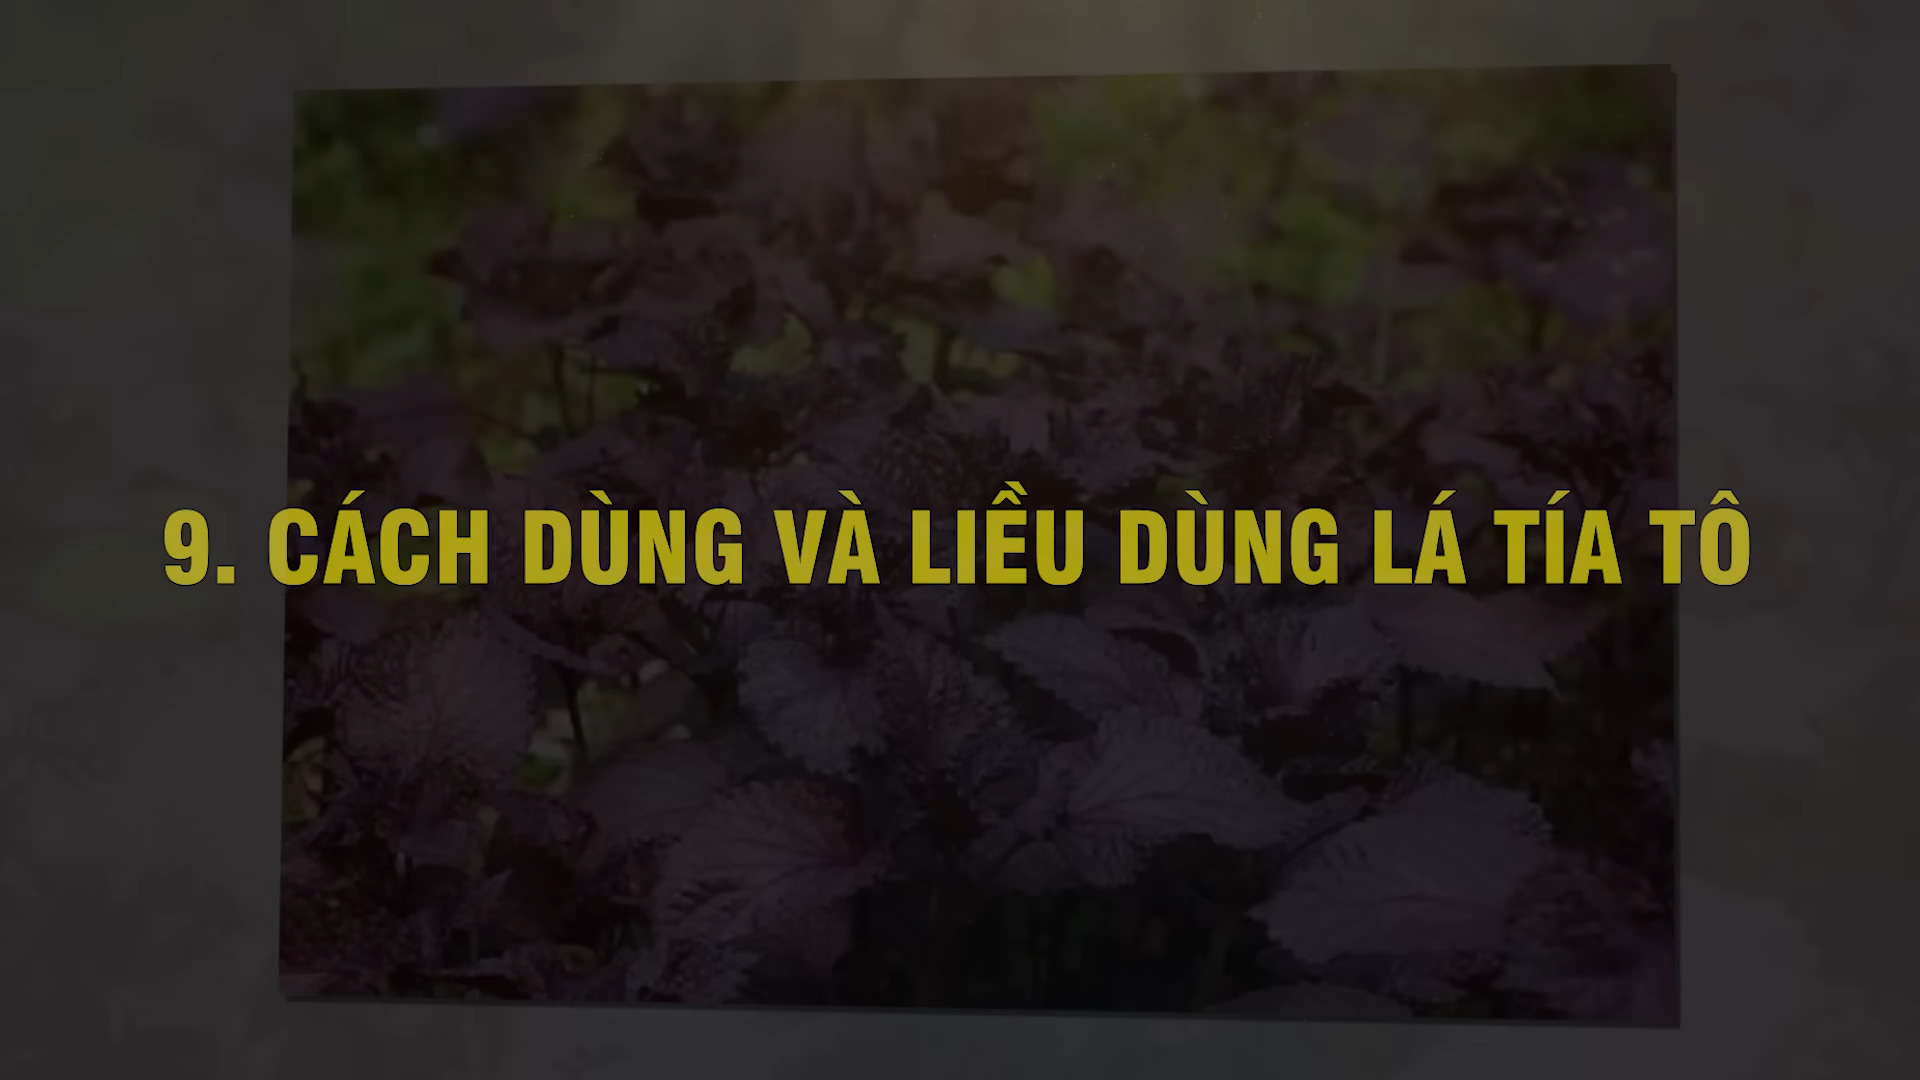 9. CÁCH DÙNG VÀ LIỀU DÙNG LÁ TÍA TÔ